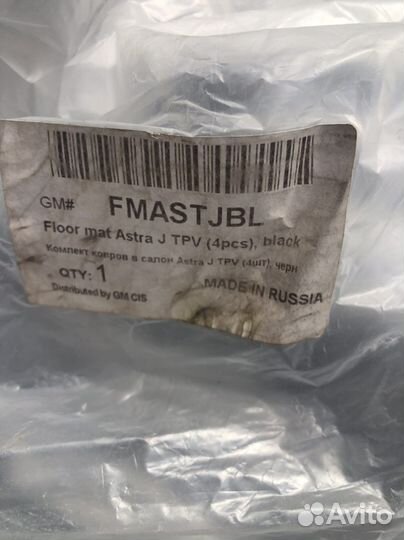 GM# FMASTJBL
Floor mat Astra J TPV (4pcs), black
Комплект ковров в салон Astra J TPV (4шт), черн
QTY: 1
MADE IN RUSSIA
Distributed by GM CIS
Avito